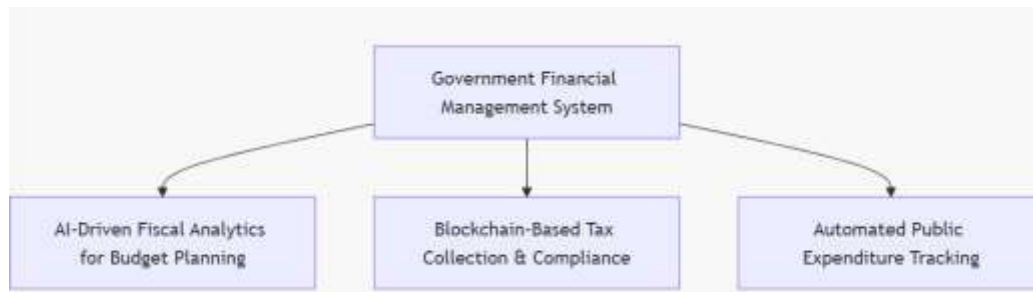 Government Financial
Management System
AI-Driven Fiscal Analytics
for Budget Planning
Blockchain-Based Tax
Collection & Compliance
Automated Public
Expenditure Tracking